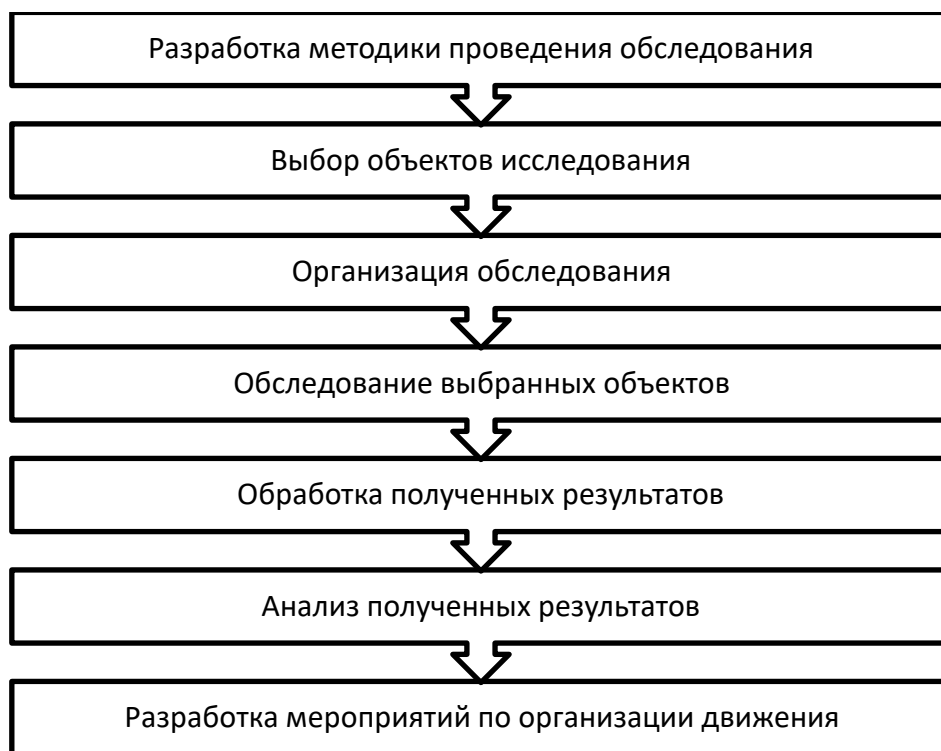 Разработка методики проведения обследования
Выбор объектов исследования
Организация обследования
Обследование выбранных объектов
Обработка полученных результатов
Анализ полученных результатов
Разработка мероприятий по организации движения